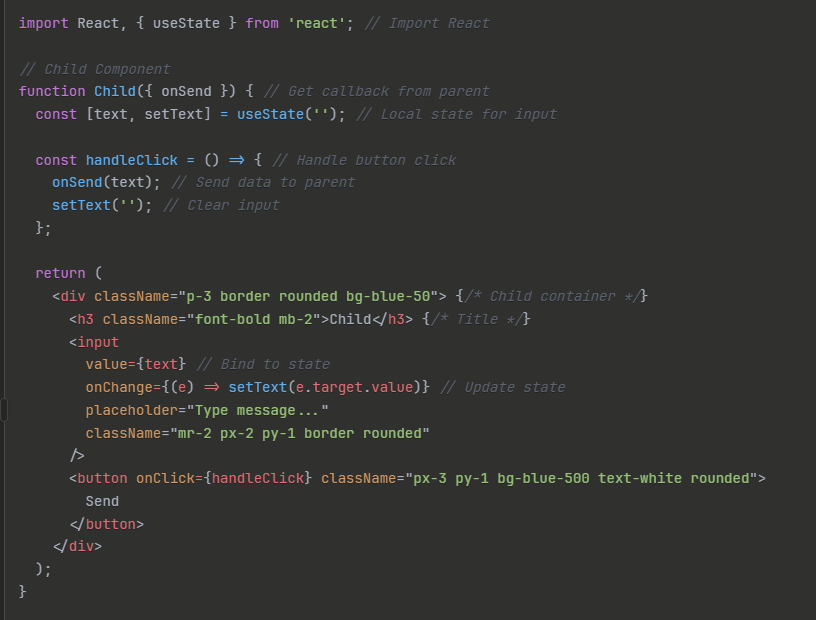 import React, { useState } from 'react'; // Import React
// Child Component
function Child({ onSend }) { // Get callback from parent
const [text, setText] = useState(''); // Local state for input
const handleClick = () => { // Handle button click
onSend(text); // Send data to parent
setText(''); // Clear input
};
return (
<div className="p-3 border rounded bg-blue-50"> {/* Child container */}
<h3 className="font-bold mb-2">Child</h3> {/* Title */}
<input
value={text} // Bind to state
onChange={(e) => setText(e.target.value)} // Update state
placeholder="Type message..."
className="mr-2 px-2 py-1 border rounded"
/>
<button onClick={handleClick} className="px-3 py-1 bg-blue-500 text-white rounded">
Send
</button>
</div>
);
}